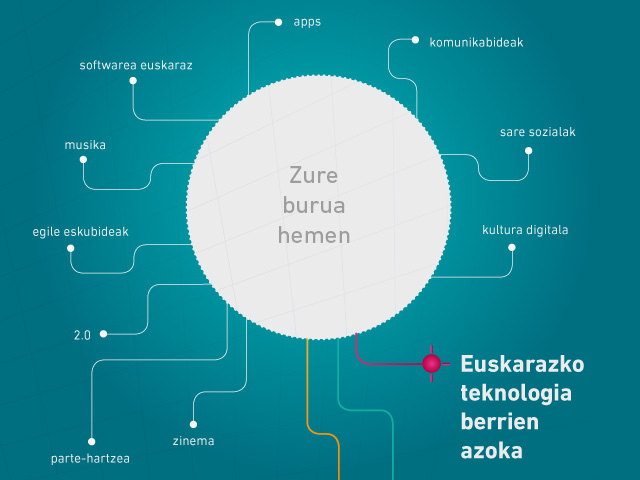 apps
komunikabideak
softwarea euskaraz
sare sozialak
musika
Zure
burua
hemen
egile eskubideak
kultura digitala
2.0
Euskarazko
teknologia
berrien
azoka
zinema
parte-hartzea